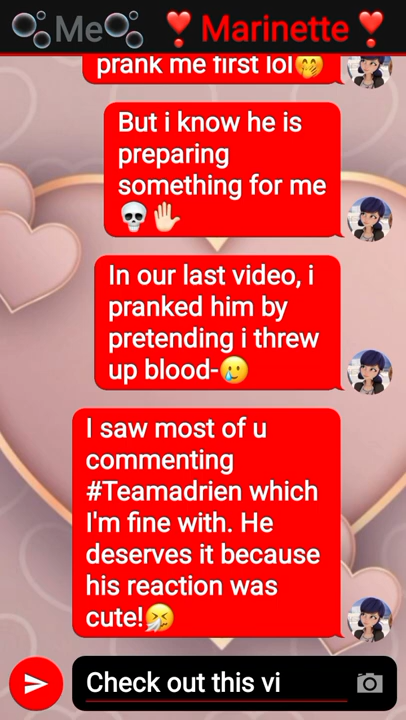 🫧Me🫧 ❣️ Marinette ❣️
prank me first lol🤭
But i know he is
preparing
something for me
💀✋🏻
In our last video, i
pranked him by
pretending i threw
up blood-🥲
I saw most of u
commenting
#Teamadrien which
I'm fine with. He
deserves it because
his reaction was
cute!🤧
Check out this vi